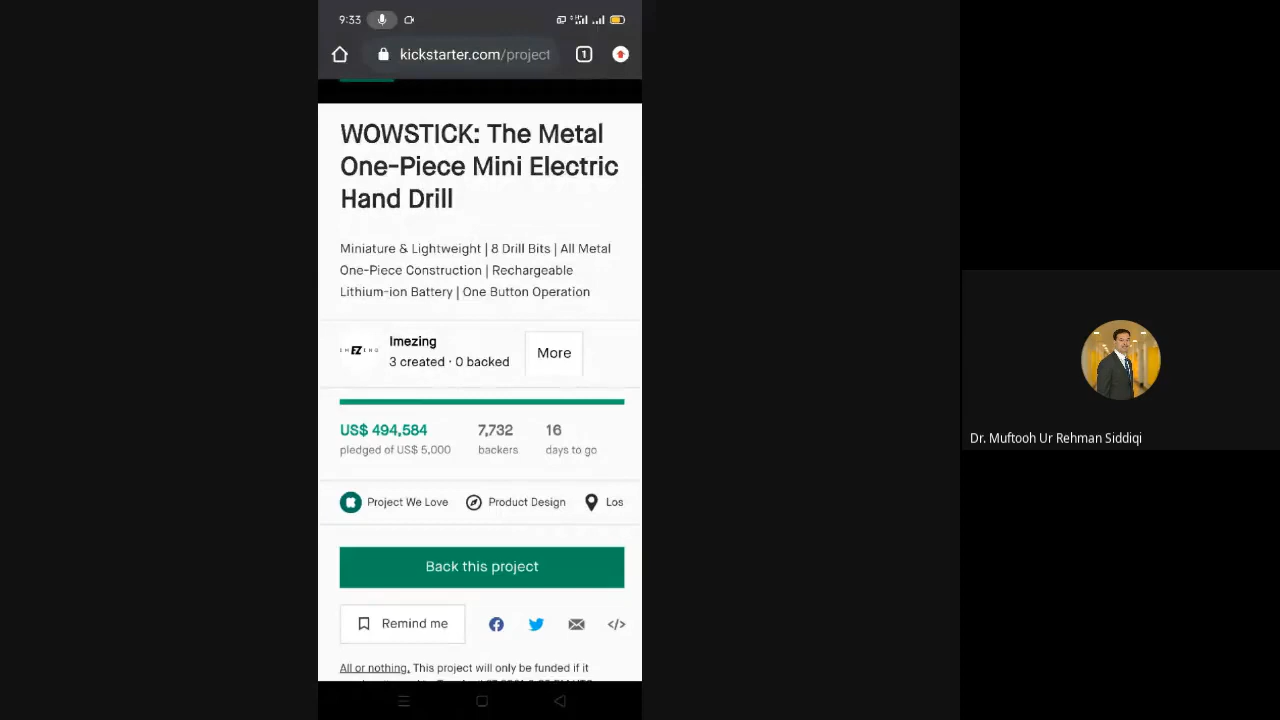 9:33
kickstarter.com/project
1
WOWSTICK: The Metal
One-Piece Mini Electric
Hand Drill
Miniature & Lightweight | 8 Drill Bits | All Metal
One-Piece Construction | Rechargeable
Lithium-ion Battery | One Button Operation
IMEZING
Imezing
3 created · 0 backed
More
US$ 494,584
pledged of US$ 5,000
7,732
backers
16
days to go
Project We Love
Product Design
Los
Back this project
Remind me
All or nothing. This project will only be funded if it
Dr. Muftooh Ur Rehman Siddiqi